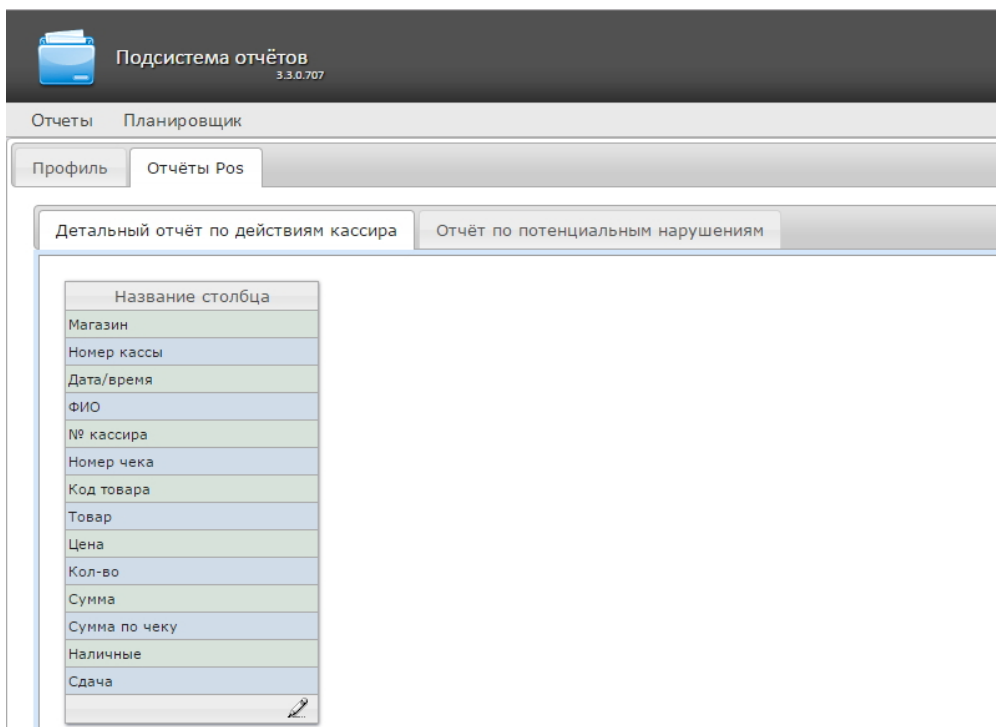 Подсистема отчётов
3.3.0.707
Отчеты Планировщик
Профиль Отчёты Pos
Детальный отчёт по действиям кассира Отчёт по потенциальным нарушениям
Название столбца
Магазин
Номер кассы
Дата/время
ФИО
№ кассира
Номер чека
Код товара
Товар
Цена
Кол-во
Сумма
Сумма по чеку
Наличные
Сдача